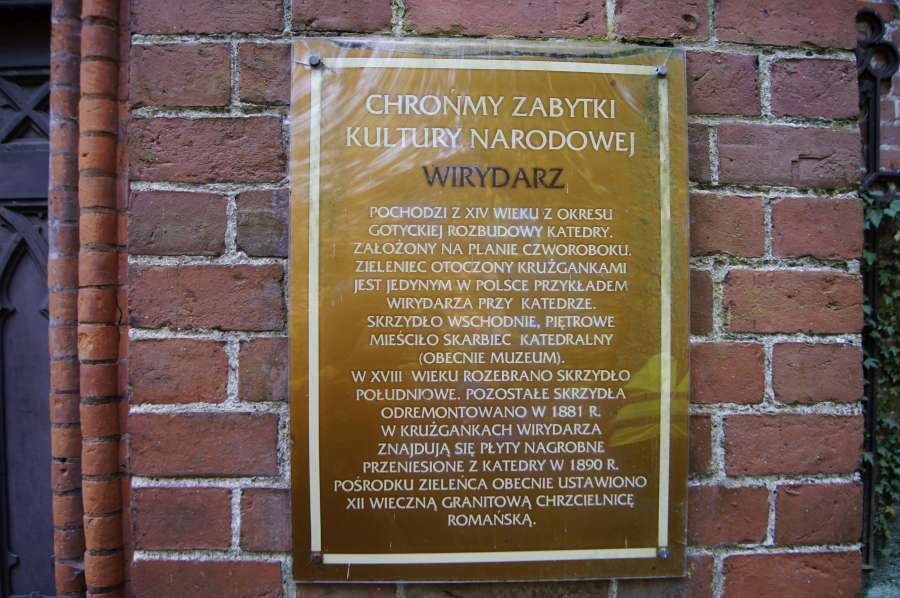 CHROŃMY ZABYTKI
KULTURY NARODOWEJ
WIRYDARZ
POCHODZI Z XIV WIEKU Z OKRESU
GOTYCKIEJ ROZBUDOWY KATEDRY.
ZAŁOŻONY NA PLANIE CZWOROBOKU.
ZIELENIEC OTOCZONY KRUŻGANKAMI
JEST JEDYNYM W POLSCE PRZYKŁADEM
WIRYDARZA PRZY KATEDRZE.
SKRZYDŁO WSCHODNIE, PIĘTROWE
MIEŚCIŁO SKARBIEC KATEDRALNY
(OBECNIE MUZEUM).
W XVIII WIEKU ROZEBRANO SKRZYDŁO
POŁUDNIOWE. POZOSTAŁE SKRZYDŁA
ODREMONTOWANO W 1881 R.
W KRUŻGANKACH WIRYDARZA
ZNAJDUJĄ SIĘ PŁYTY NAGROBNE
PRZENIESIONE Z KATEDRY W 1890 R.
POŚRODKU ZIELEŃCA OBECNIE USTAWIONO
XII WIECZNĄ GRANITOWĄ CHRZCIELNICĘ
ROMAŃSKĄ.